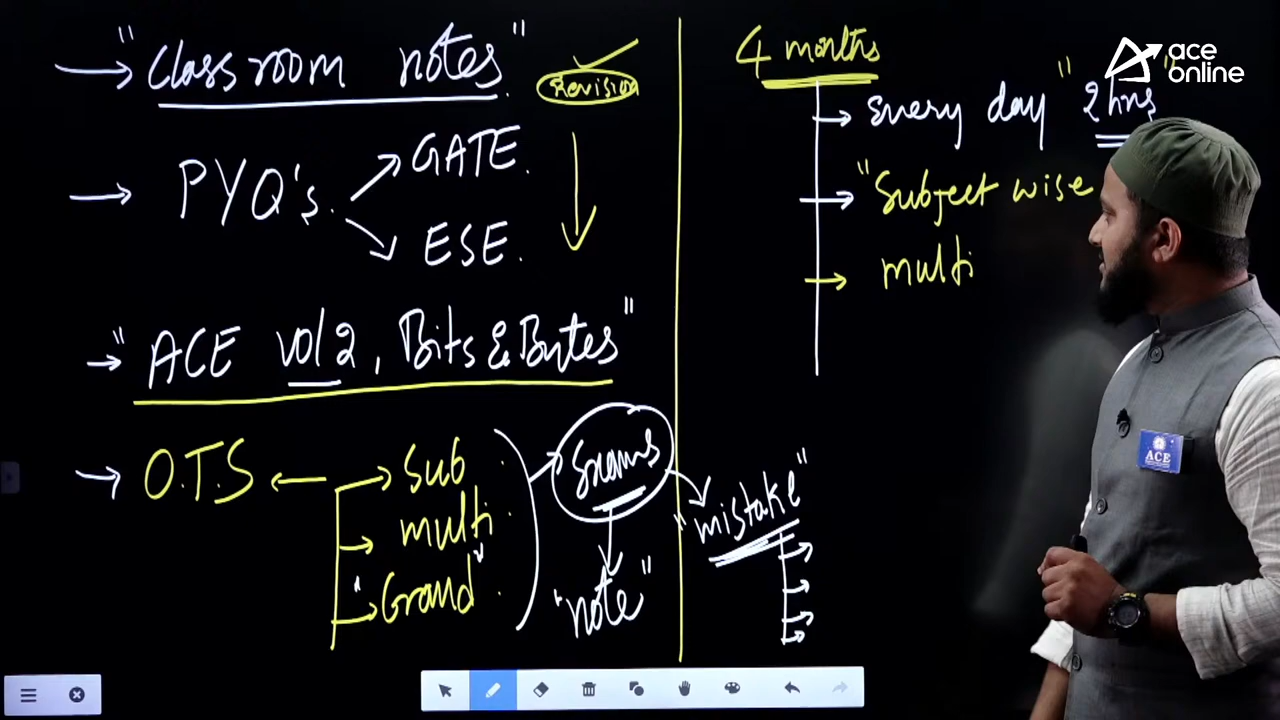 "Classroom notes."
Revision
PYQ's.
GATE.
ESE.
"ACE vol 2, Bits & Bytes"
O.T.S
Sub
multi
"Grand"
Exams
"note"
"mistake"
4 months
every day "2 hrs"
"Subject wise
multi
ace
online
ACE